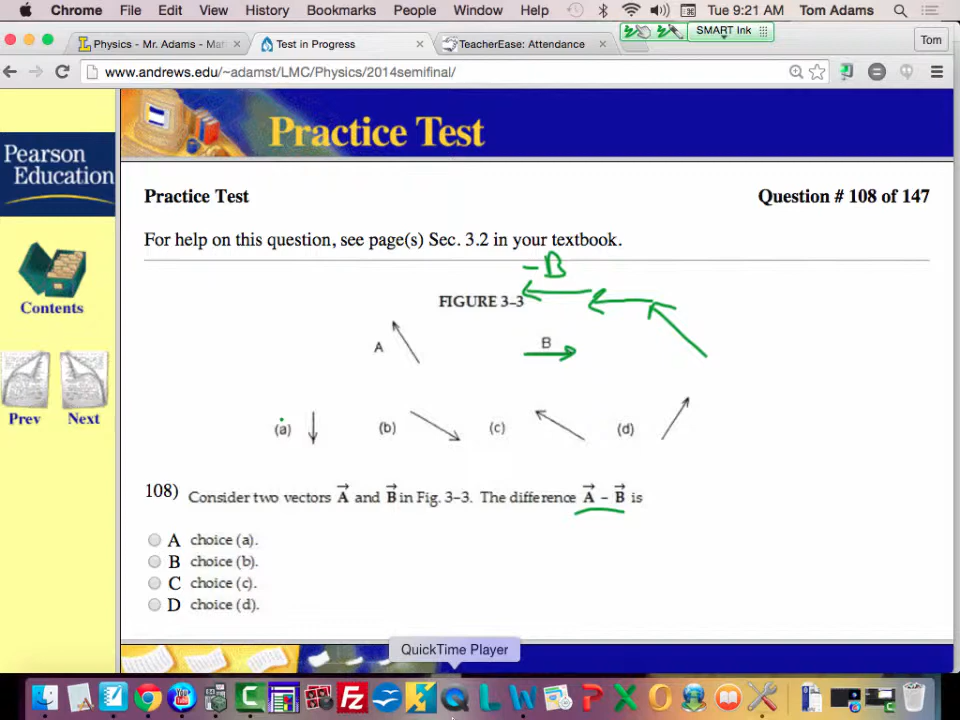 Chrome File Edit View History Bookmarks People Window Help Tue 9:21 AM Tom Adams
Physics - Mr. Adams - Mat × Test in Progress × TeacherEase: Attendance × SMART Ink Tom
www.andrews.edu/~adamst/LMC/Physics/2014semifinal/
Practice Test
Pearson
Education
Contents
Prev Next
Practice Test Question # 108 of 147
For help on this question, see page(s) Sec. 3.2 in your textbook.
-B
FIGURE 3-3
A B
(a) (b) (c) (d)
108) Consider two vectors A and B in Fig. 3-3. The difference A - B is
A choice (a).
B choice (b).
C choice (c).
D choice (d).
QuickTime Player